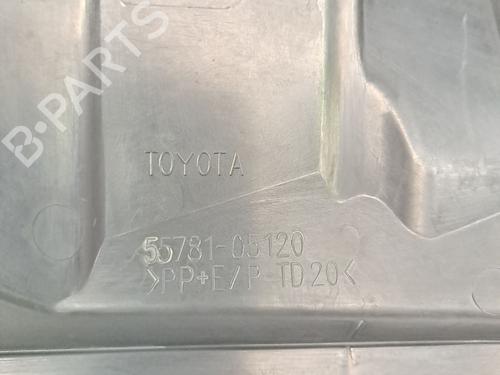 B-PARTS
TOYOTA
55781-05120
>PP+E/P-TD20<